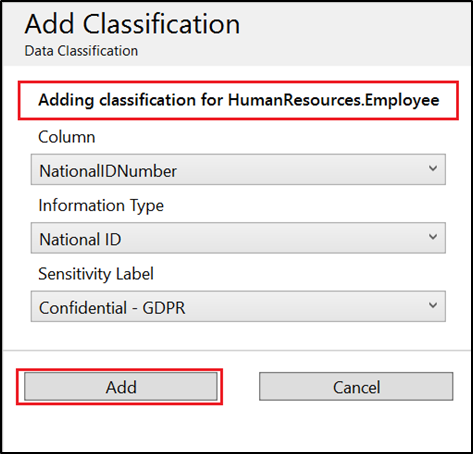 Add Classification
Data Classification
Adding classification for HumanResources.Employee
Column
NationalIDNumber
Information Type
National ID
Sensitivity Label
Confidential - GDPR
Add Cancel